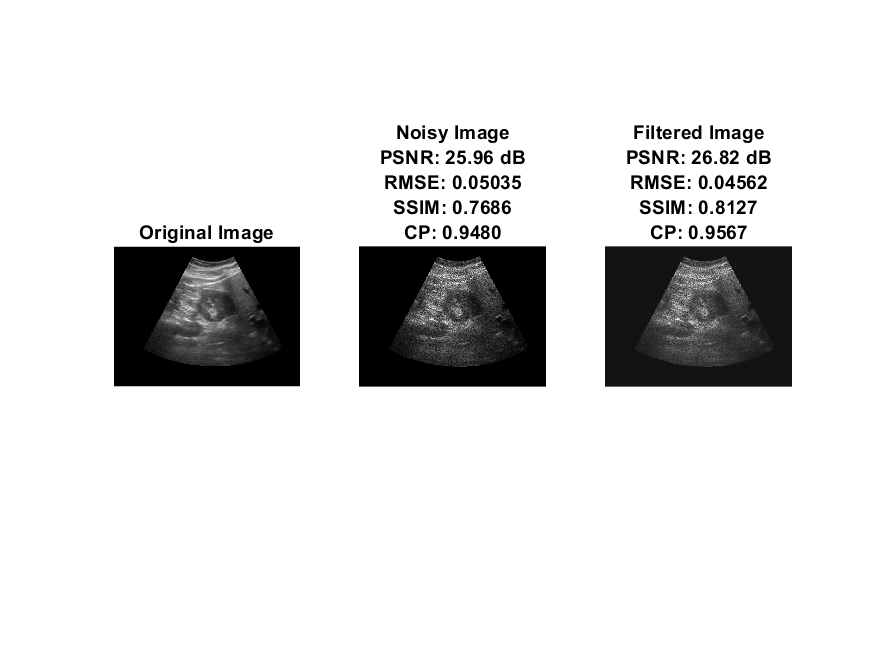 Original Image
Noisy Image
PSNR: 25.96 dB
RMSE: 0.05035
SSIM: 0.7686
CP: 0.9480
Filtered Image
PSNR: 26.82 dB
RMSE: 0.04562
SSIM: 0.8127
CP: 0.9567